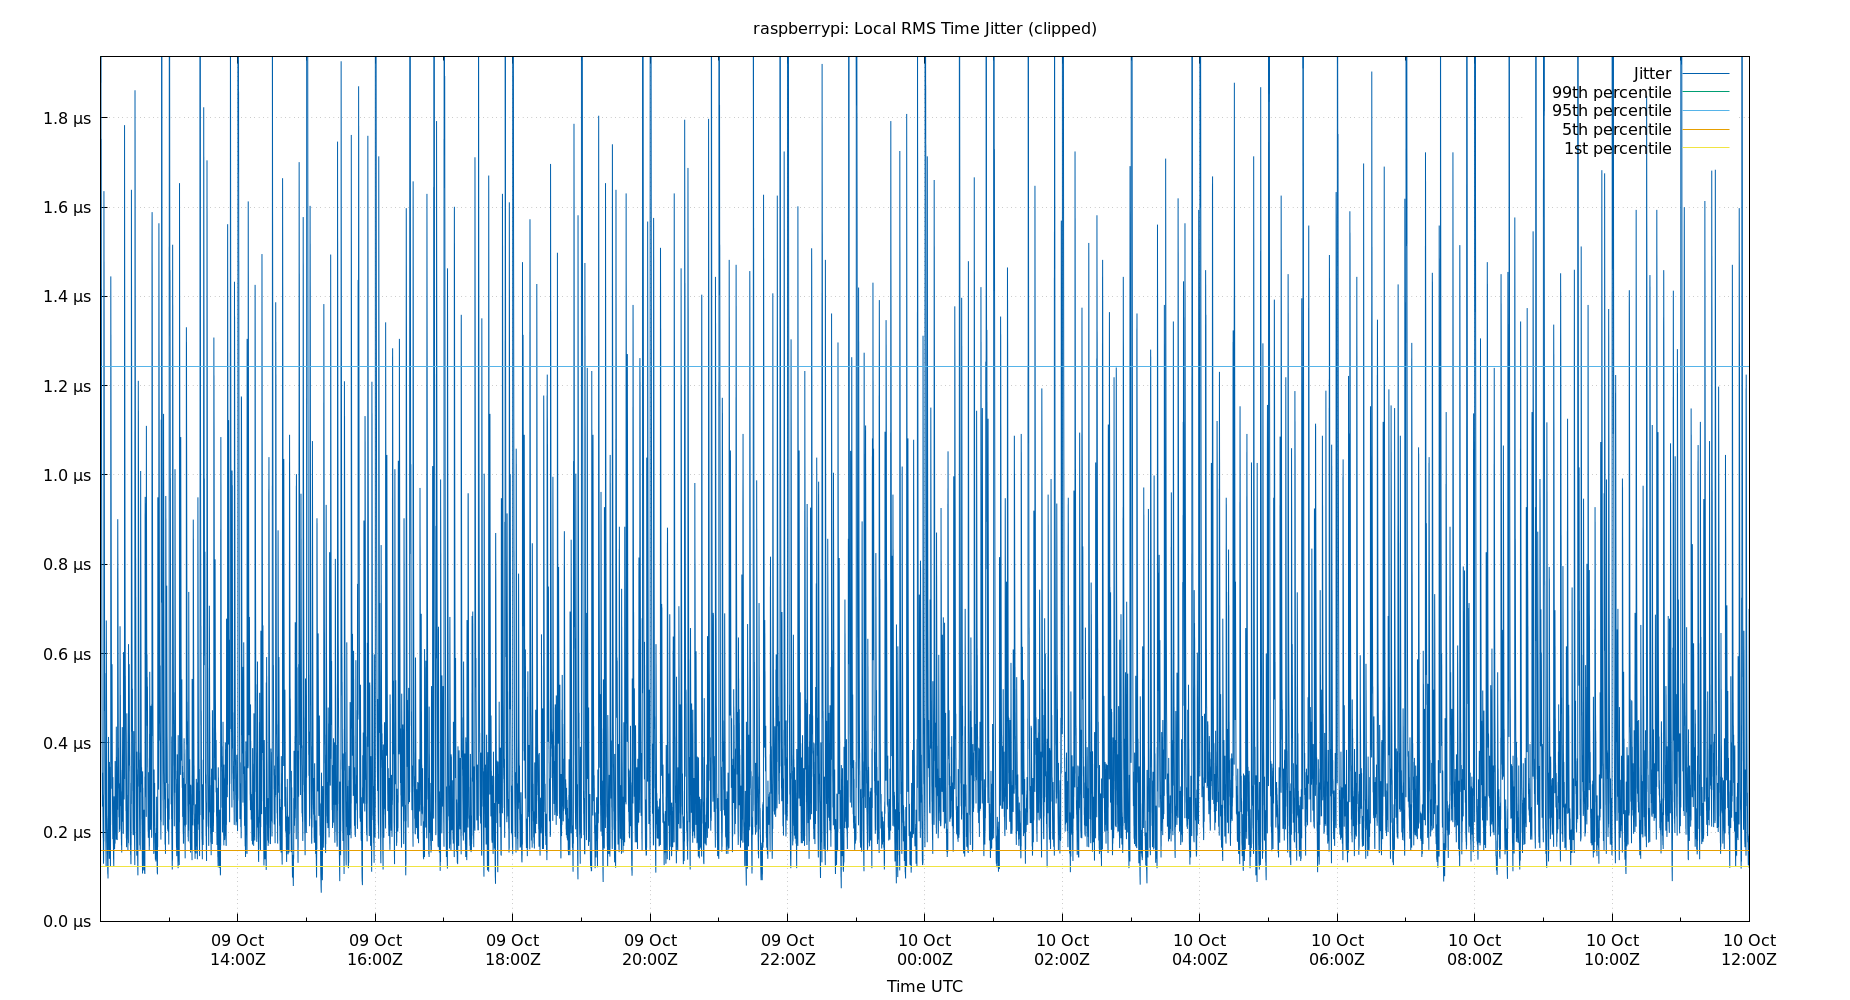 raspberrypi: Local RMS Time Jitter (clipped)
Jitter
99th percentile
95th percentile
5th percentile
1st percentile
1.8 µs
1.6 µs
1.4 µs
1.2 µs
1.0 µs
0.8 µs
0.6 µs
0.4 µs
0.2 µs
0.0 µs
09 Oct 09 Oct 09 Oct 09 Oct 09 Oct 10 Oct 10 Oct 10 Oct 10 Oct 10 Oct 10 Oct 10 Oct
14:00Z 16:00Z 18:00Z 20:00Z 22:00Z 00:00Z 02:00Z 04:00Z 06:00Z 08:00Z 10:00Z 12:00Z
Time UTC